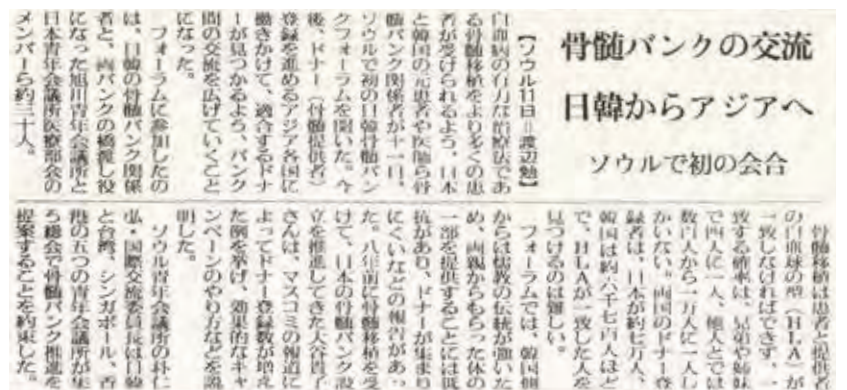 骨髄バンクの交流
日韓からアジアへ
ソウルで初の会合
【ソウル11日=渡辺勉】
白血病の有力な治療法であ
る骨髄移植をより多くの患
者が受けられるよう、日本
と韓国の元患者や医師ら骨
髄バンク関係者が十一日、
ソウルで初の日韓骨髄バン
クフォーラムを開いた。今
後、ドナー(骨髄提供者)
登録を進めるアジア各国に
働きかけて、適合するドナ
ーが見つかるよう、バンク
間の交流を広げていくこと
になった。
フォーラムに参加したの
は、日韓の骨髄バンク関係
者と、両バンクの橋渡し役
になった旭川青年会議所と
日本青年会議所医療部会の
メンバーら約三十人。
骨髄移植は患者と提供者
の白血球の型(HLA)が
一致しなければできず、一
致する確率は、兄弟や姉妹
で四人に一人、他人とでは
数百人から一万人に一人し
かいない。両国のドナー登
録者は、日本が約七万人、
韓国は約六千七百人ほど
で、HLAが一致した人を
見つけるのは難しい。
フォーラムでは、韓国側
からは儒教の伝統が強いた
め、両親からもらった体の
一部を提供することには抵
抗があり、ドナーが集まり
にくいなどの報告があっ
た。八年前に骨髄移植を受
けて、日本の骨髄バンク設
立を推進してきた大谷貴子
さんは、マスコミの報道に
よってドナー登録数が増え
た例を挙げ、効果的なキャ
ンペーンのやり方などを説
明した。
ソウル青年会議所の朴仁
弘・国際交流委員長は日韓
と台湾、シンガポール、香
港の五つの青年会議所が集
う総会で骨髄バンク推進を
提案することを約束した。